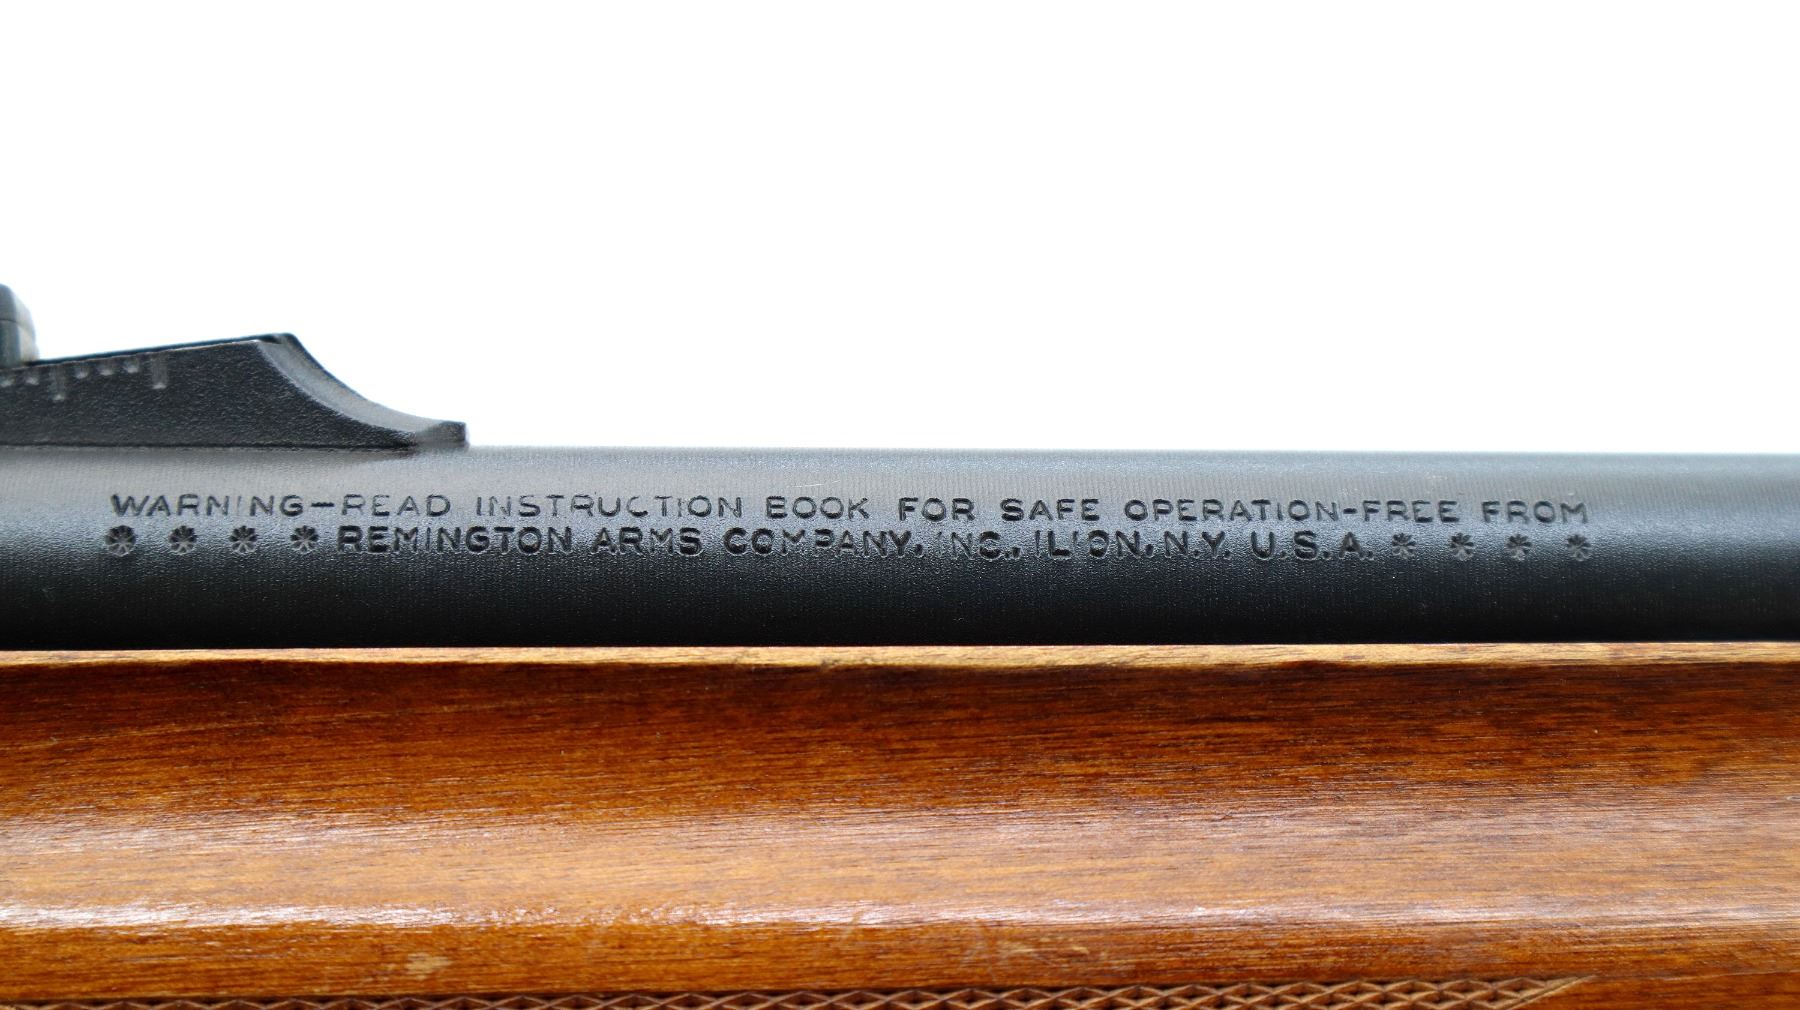 WARNING-READ INSTRUCTION BOOK FOR SAFE OPERATION-FREE FROM
✽ ✽ ✽ ✽ REMINGTON ARMS COMPANY, INC., ILION, N.Y. U.S.A. ✽ ✽ ✽ ✽